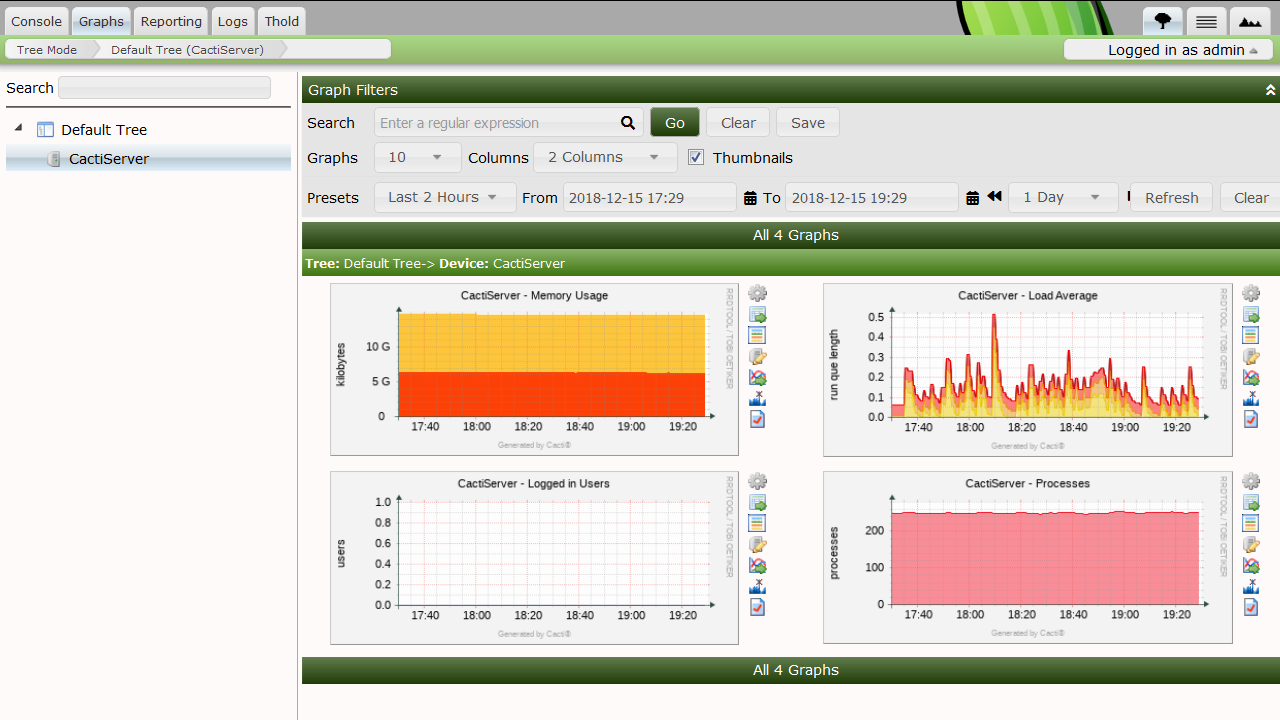 Console Graphs Reporting Logs Thold
Tree Mode Default Tree (CactiServer) Logged in as admin
Search
Default Tree
CactiServer
Graph Filters
Search Enter a regular expression Go Clear Save
Graphs 10 Columns 2 Columns Thumbnails
Presets Last 2 Hours From 2018-12-15 17:29 To 2018-12-15 19:29 1 Day Refresh Clear
All 4 Graphs
Tree: Default Tree-> Device: CactiServer
CactiServer - Memory Usage
RRDTOOL / TOBI OETIKER
kilobytes
10 G
5 G
0
17:40 18:00 18:20 18:40 19:00 19:20
Generated by Cacti®
CactiServer - Load Average
RRDTOOL / TOBI OETIKER
run que length
0.5
0.4
0.3
0.2
0.1
0.0
17:40 18:00 18:20 18:40 19:00 19:20
Generated by Cacti®
CactiServer - Logged in Users
RRDTOOL / TOBI OETIKER
users
1.0
0.8
0.6
0.4
0.2
0.0
17:40 18:00 18:20 18:40 19:00 19:20
Generated by Cacti®
CactiServer - Processes
RRDTOOL / TOBI OETIKER
processes
200
100
0
17:40 18:00 18:20 18:40 19:00 19:20
Generated by Cacti®
All 4 Graphs